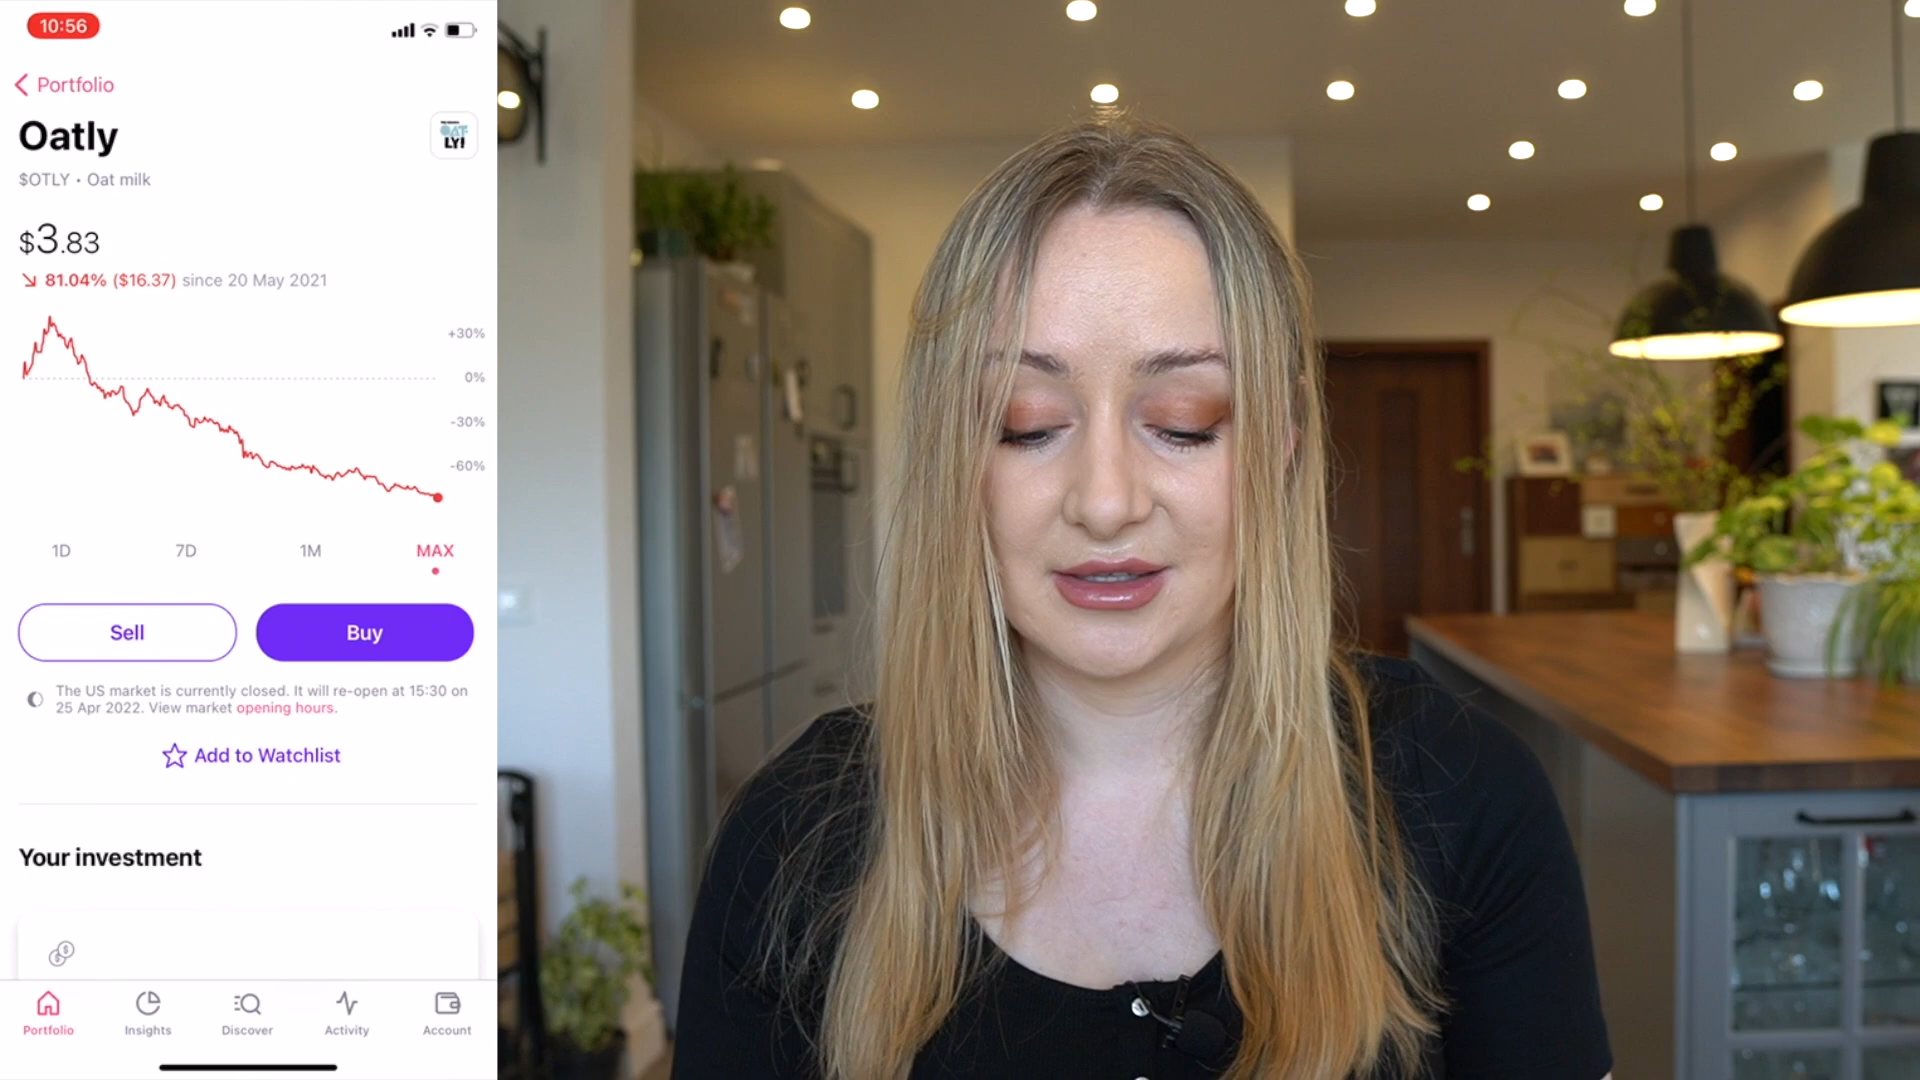 10:56
Portfolio
Oatly
OAT-
LY!
$OTLY • Oat milk
$3.83
81.04% ($16.37) since 20 May 2021
+30%
0%
-30%
-60%
1D 7D 1M MAX
Sell Buy
The US market is currently closed. It will re-open at 15:30 on
25 Apr 2022. View market opening hours.
Add to Watchlist
Your investment
Portfolio Insights Discover Activity Account